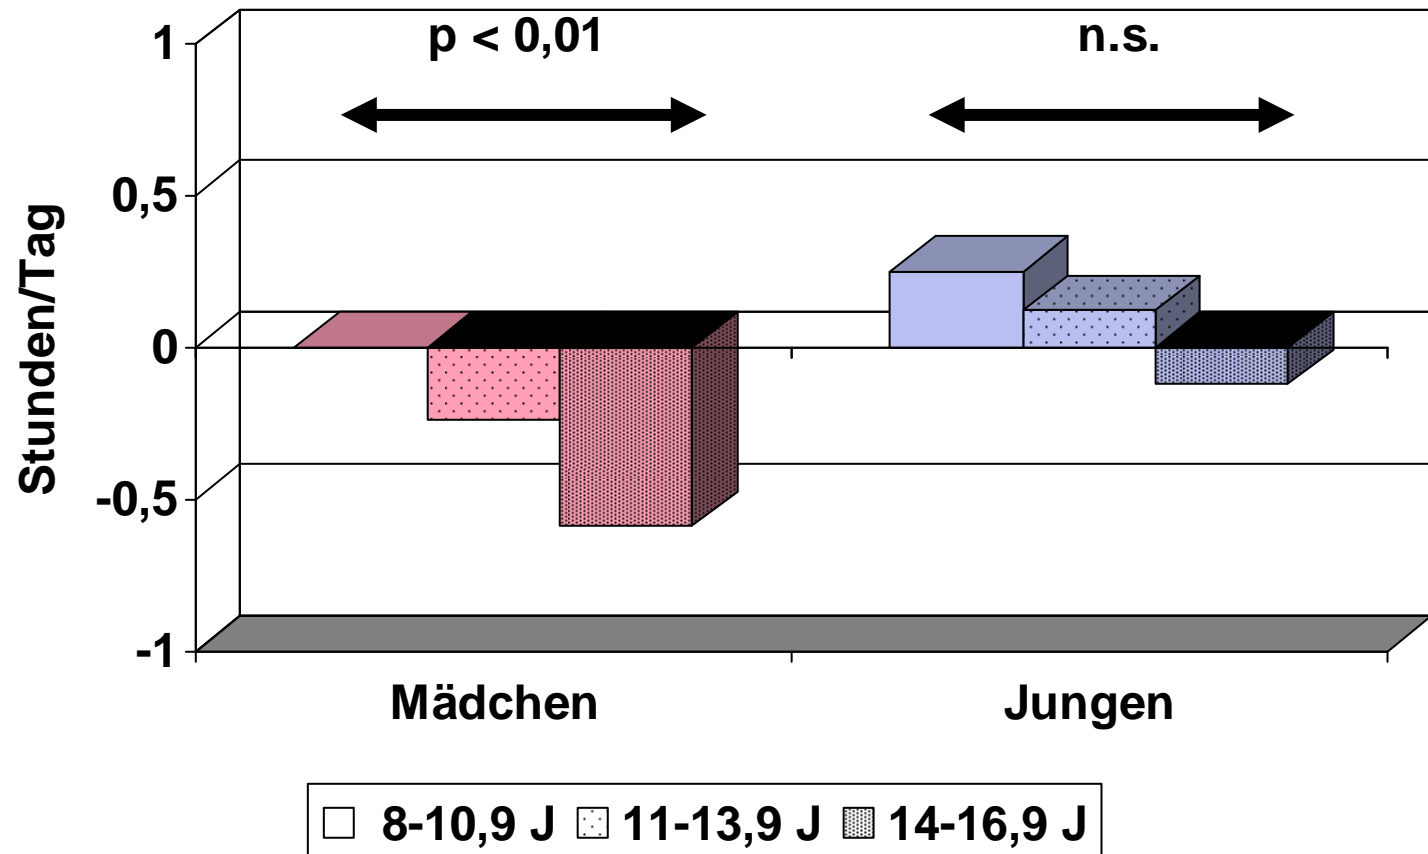 1
p < 0,01
n.s.
0,5
0
-0,5
-1
Stunden/Tag
Mädchen
Jungen
8-10,9 J
11-13,9 J
14-16,9 J